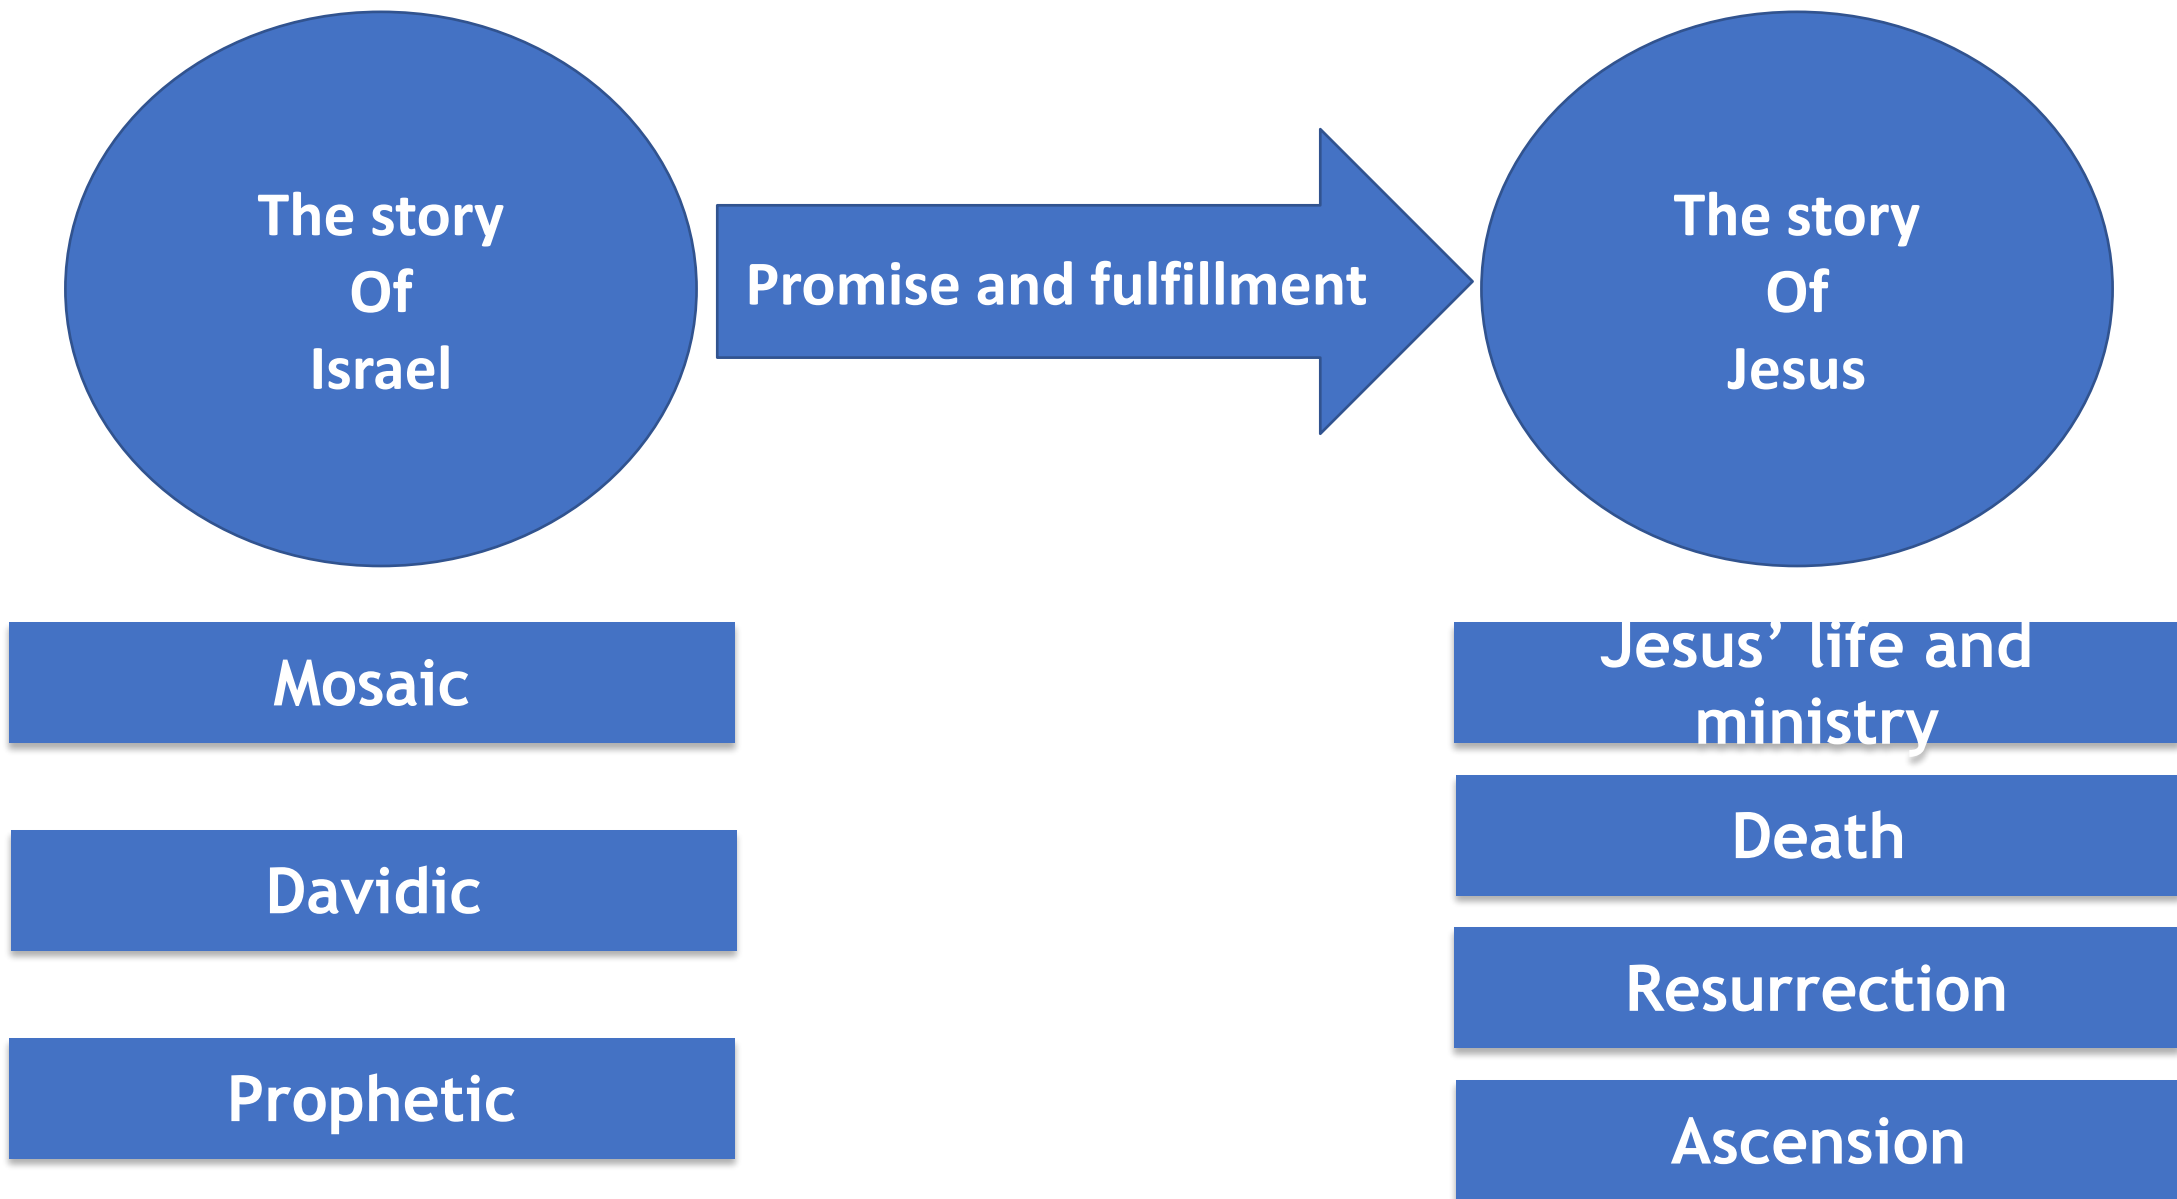 The story
Of
Israel
Promise and fulfillment
The story
Of
Jesus
Mosaic
Davidic
Prophetic
Jesus’ life and
ministry
Death
Resurrection
Ascension